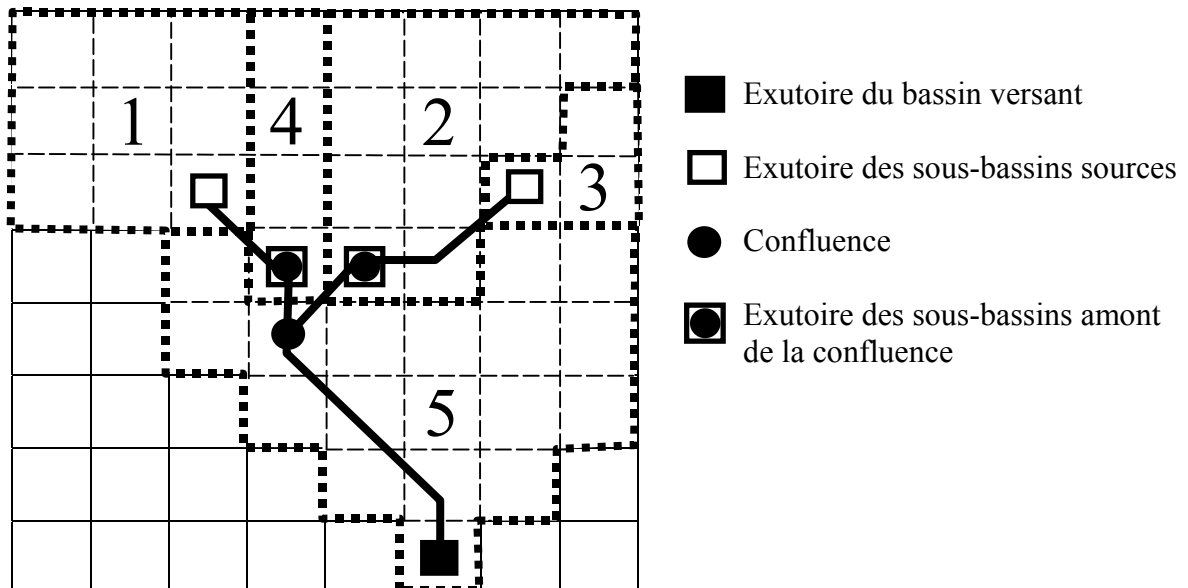 1
4
2
3
5
Exutoire du bassin versant
Exutoire des sous-bassins sources
Confluence
Exutoire des sous-bassins amont
de la confluence